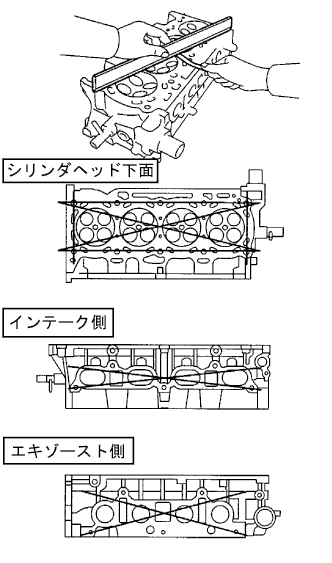 シリンダヘッド下面
インテーク側
エキゾースト側